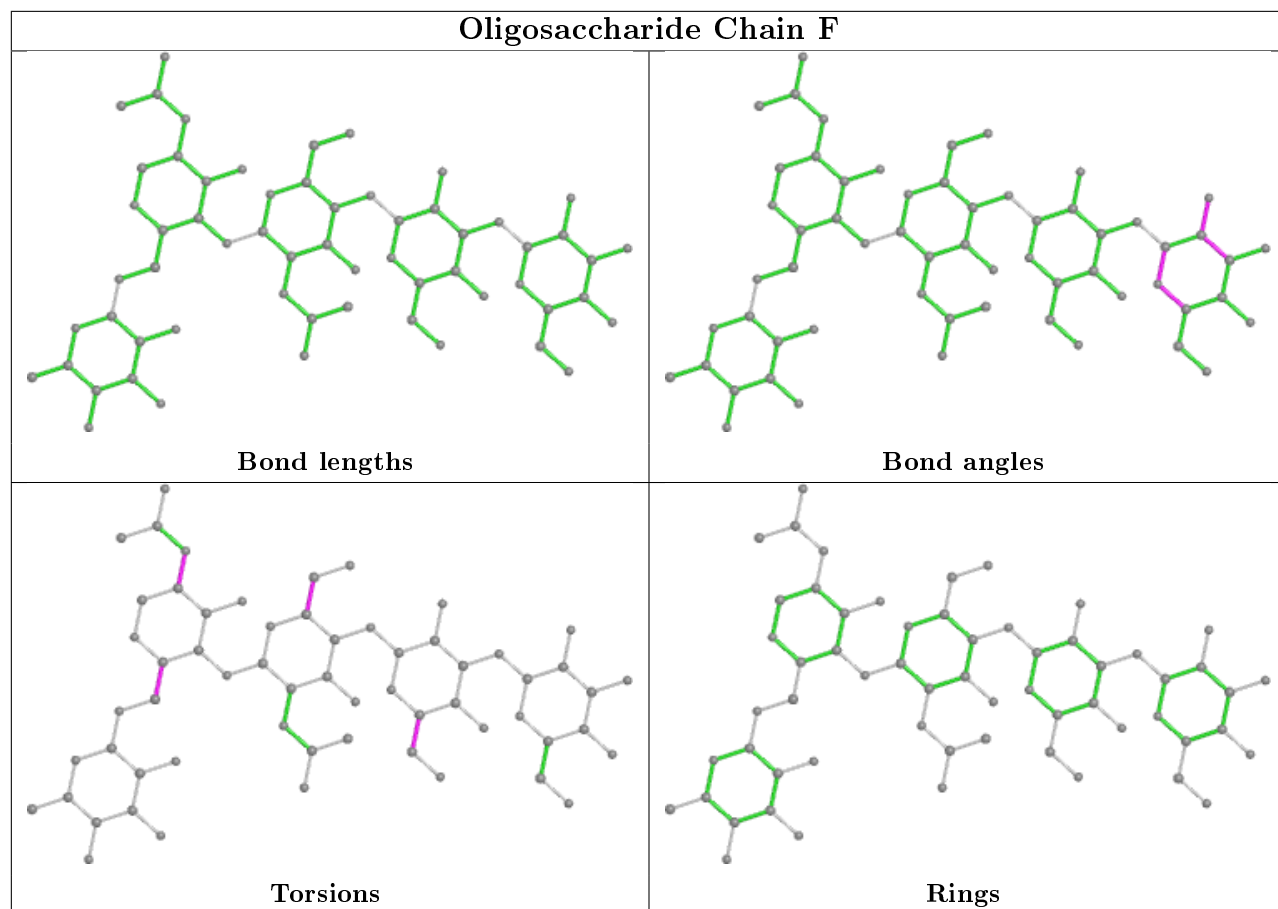 Oligosaccharide Chain F
Bond lengths
Bond angles
Torsions
Rings